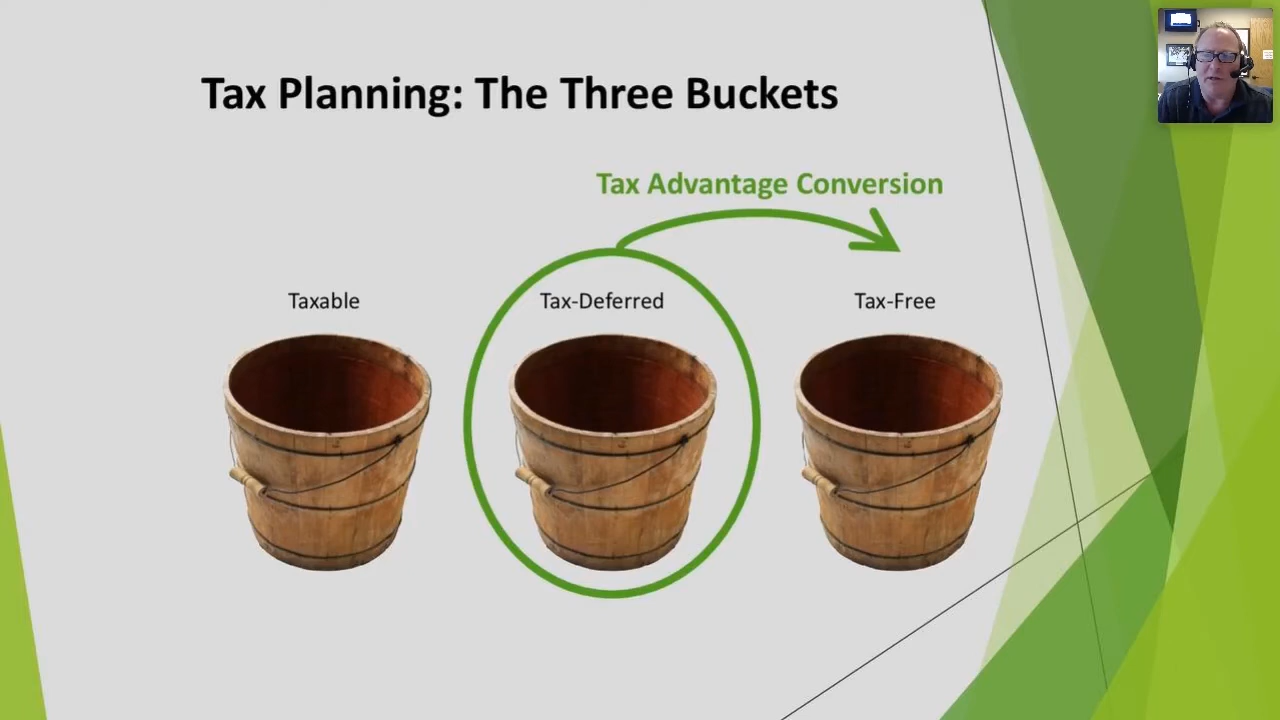 Tax Planning: The Three Buckets
Tax Advantage Conversion
Taxable
Tax-Deferred
Tax-Free